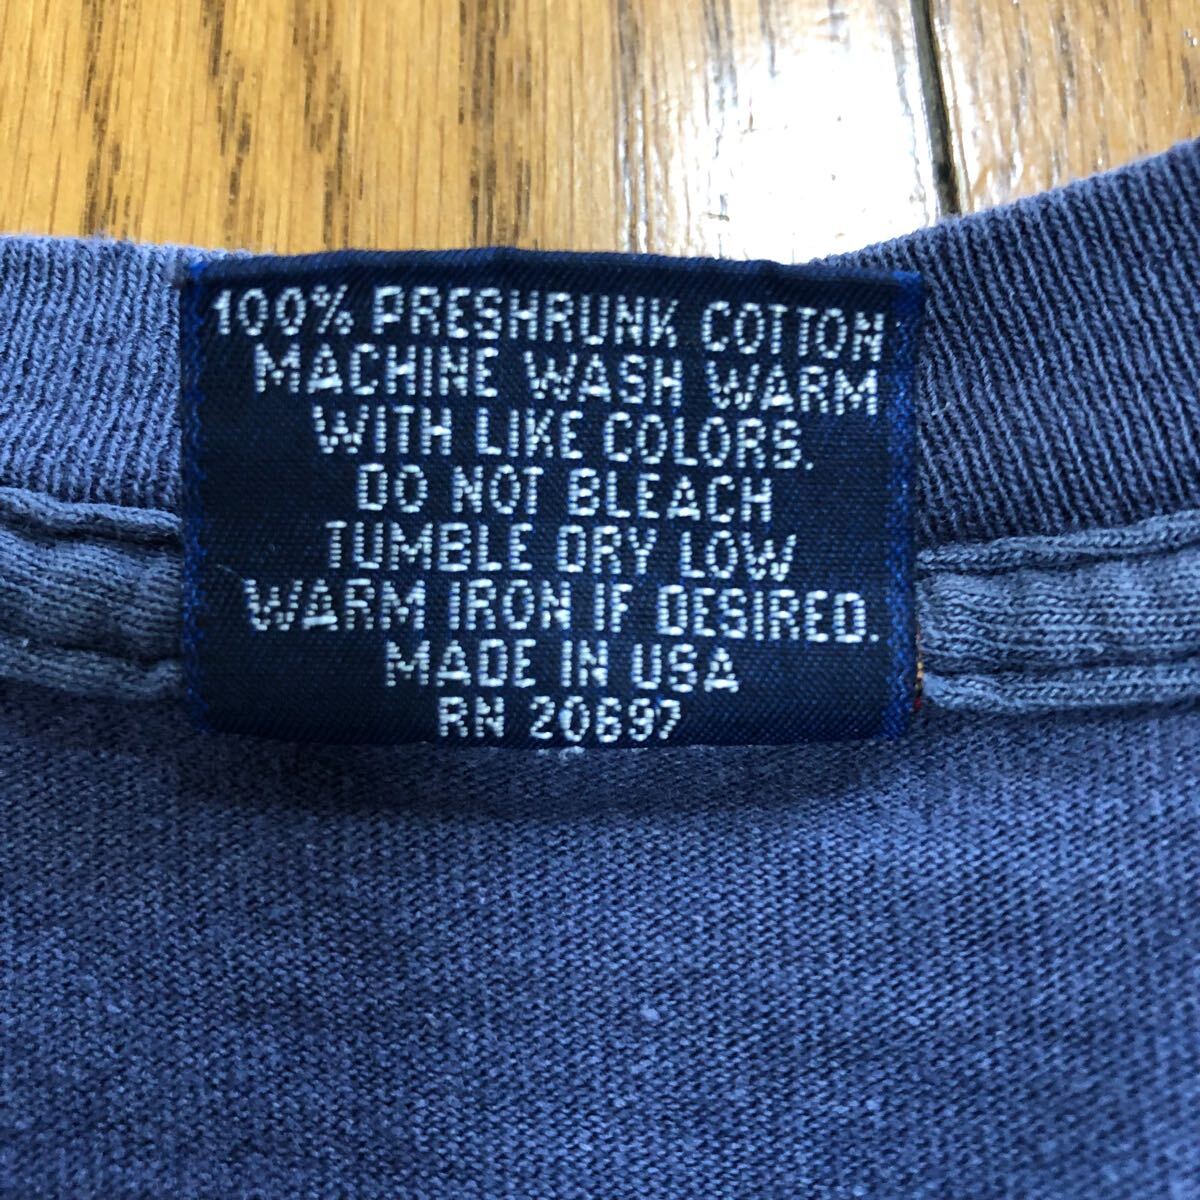 100% PRESHRUNK COTTON
MACHINE WASH WARM
WITH LIKE COLORS.
DO NOT BLEACH
TUMBLE DRY LOW
WARM IRON IF DESIRED.
MADE IN USA
RN 20697